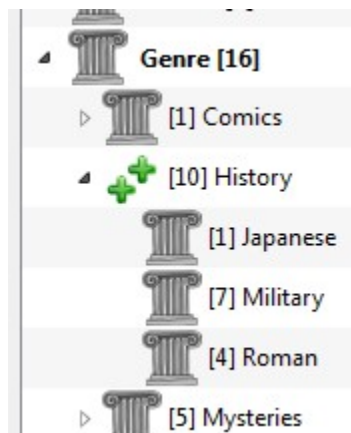 Genre [16]
[1] Comics
[10] History
[1] Japanese
[7] Military
[4] Roman
[5] Mysteries